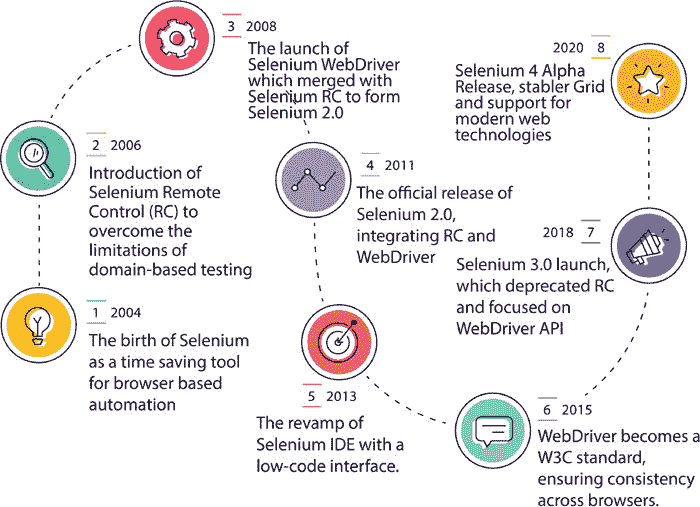 1 2004
The birth of Selenium
as a time saving tool
for browser based
automation
2 2006
Introduction of
Selenium Remote
Control (RC) to
overcome the
limitations of
domain-based testing
3 2008
The launch of
Selenium WebDriver
which merged with
Selenium RC to form
Selenium 2.0
4 2011
The official release of
Selenium 2.0,
integrating RC and
WebDriver
5 2013
The revamp of
Selenium IDE with a
low-code interface.
6 2015
WebDriver becomes a
W3C standard,
ensuring consistency
across browsers.
2018 7
Selenium 3.0 launch,
which deprecated RC
and focused on
WebDriver API
2020 8
Selenium 4 Alpha
Release, stabler Grid
and support for
modern web
technologies